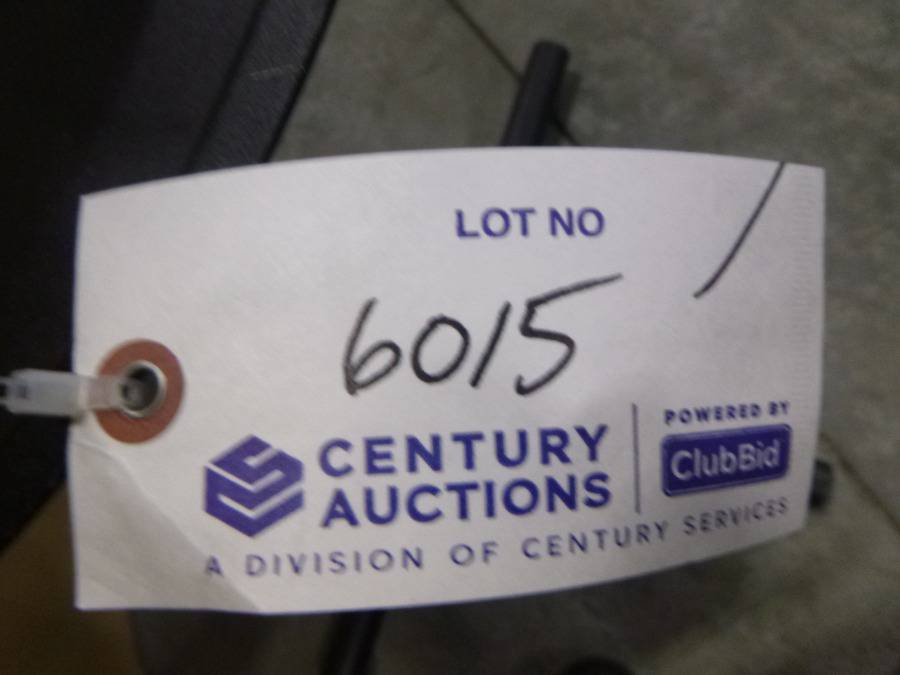 LOT NO
6015
CENTURY
AUCTIONS
POWERED BY
ClubBid
A DIVISION OF CENTURY SERVICES